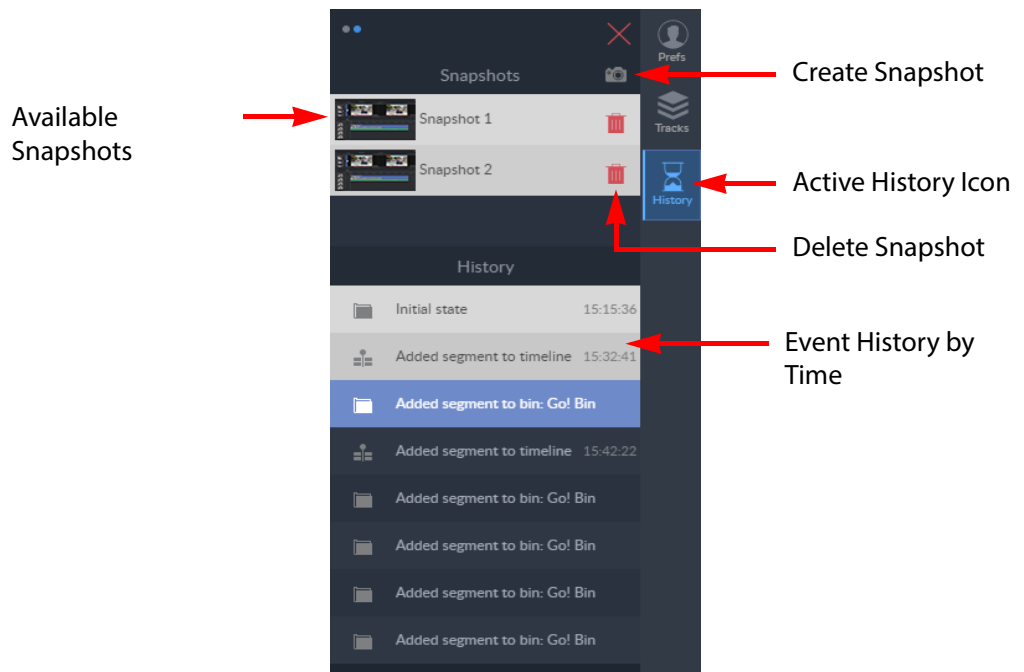 Prefs
Snapshots
Create Snapshot
Available
Snapshots
Snapshot 1
Tracks
Snapshot 2
Active History Icon
History
Delete Snapshot
History
Initial state 15:15:36
Added segment to timeline 15:32:41
Event History by
Time
Added segment to bin: Go! Bin
Added segment to timeline 15:42:22
Added segment to bin: Go! Bin
Added segment to bin: Go! Bin
Added segment to bin: Go! Bin
Added segment to bin: Go! Bin